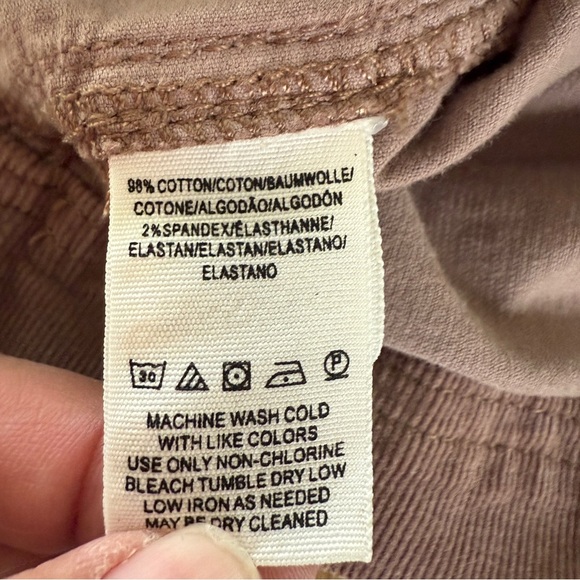 98% COTTON/COTON/BAUMWOLLE/
COTONE/ALGODÃO/ALGODÓN
2%SPANDEX/ÉLASTHANNE/
ELASTAN/ELASTAN/ELASTANO/
ELASTANO
30 P
MACHINE WASH COLD
WITH LIKE COLORS
USE ONLY NON-CHLORINE
BLEACH TUMBLE DRY LOW
LOW IRON AS NEEDED
MAY BE DRY CLEANED